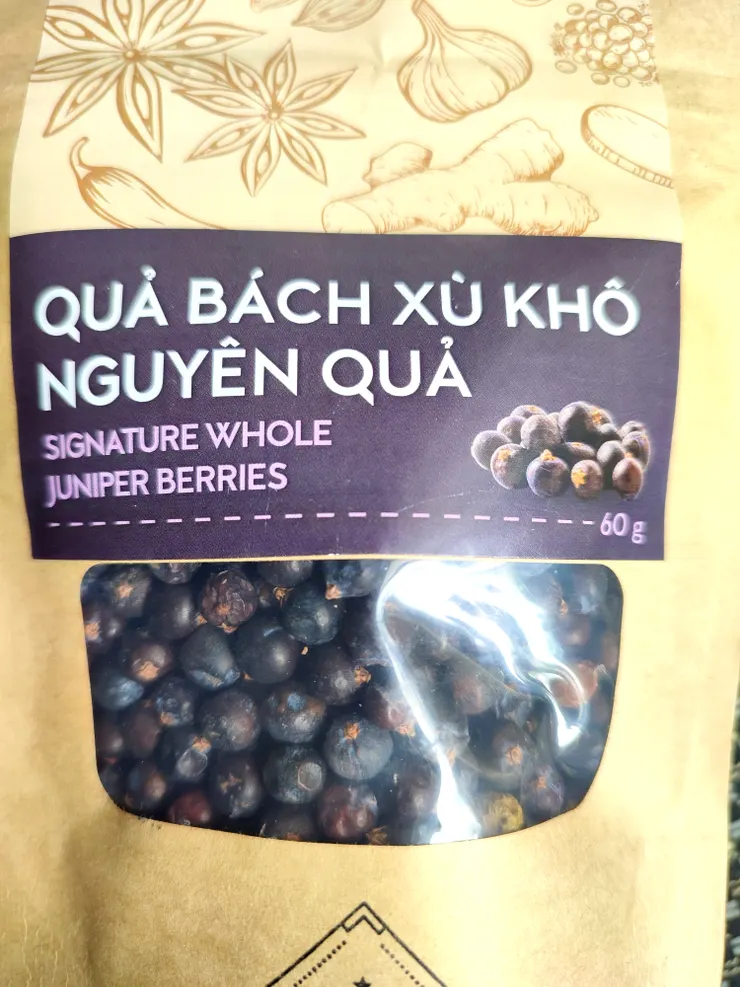 QUẢ BÁCH XÙ KHÔ
NGUYÊN QUẢ
SIGNATURE WHOLE
JUNIPER BERRIES
60 g